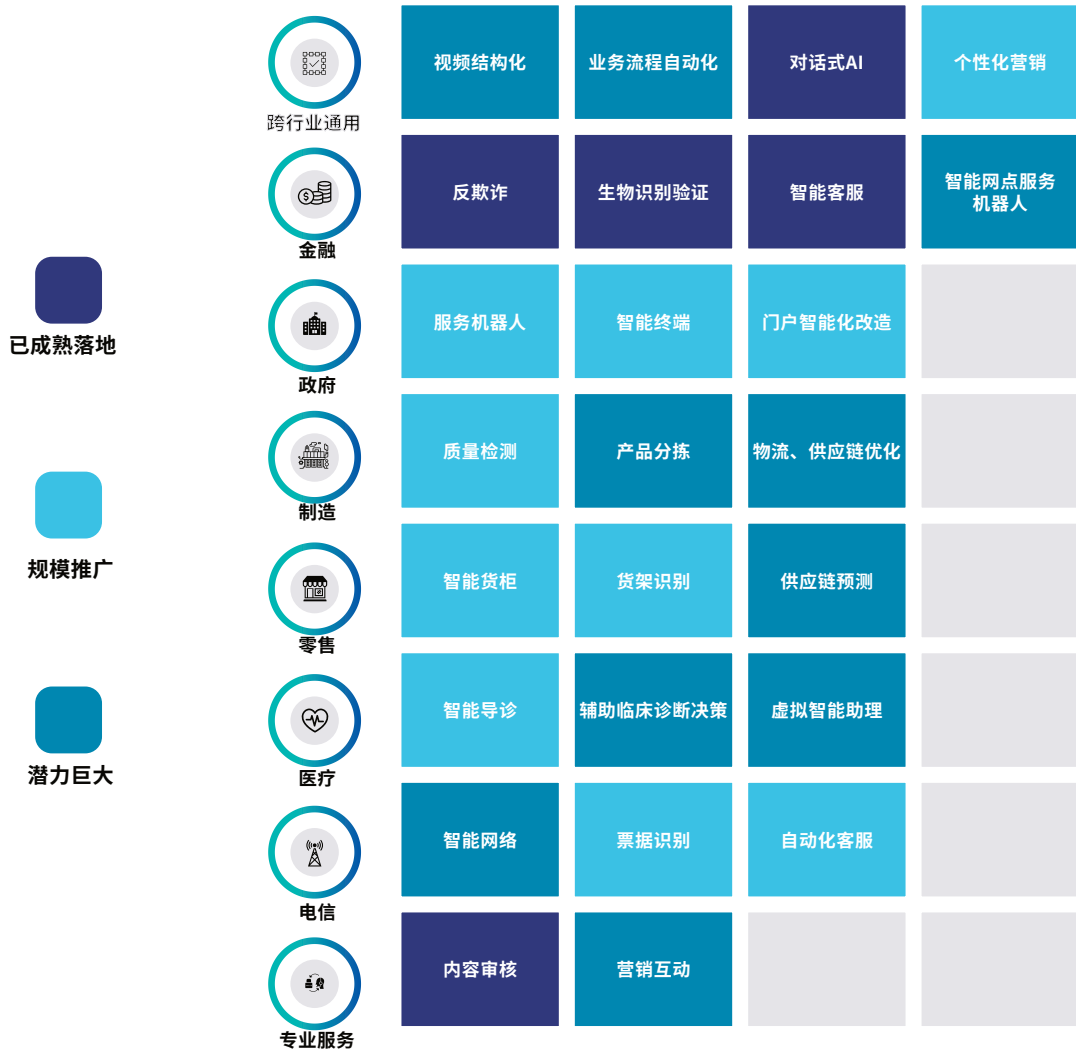 视频结构化
业务流程自动化
对话式AI
个性化营销
跨行业通用
反欺诈
生物识别验证
智能客服
智能网点服务
机器人
金融
已成熟落地
服务机器人
智能终端
门户智能化改造
政府
质量检测
产品分拣
物流、供应链优化
制造
规模推广
智能货柜
货架识别
供应链预测
零售
潜力巨大
智能导诊
辅助临床诊断决策
虚拟智能助理
医疗
智能网络
票据识别
自动化客服
电信
内容审核
营销互动
专业服务